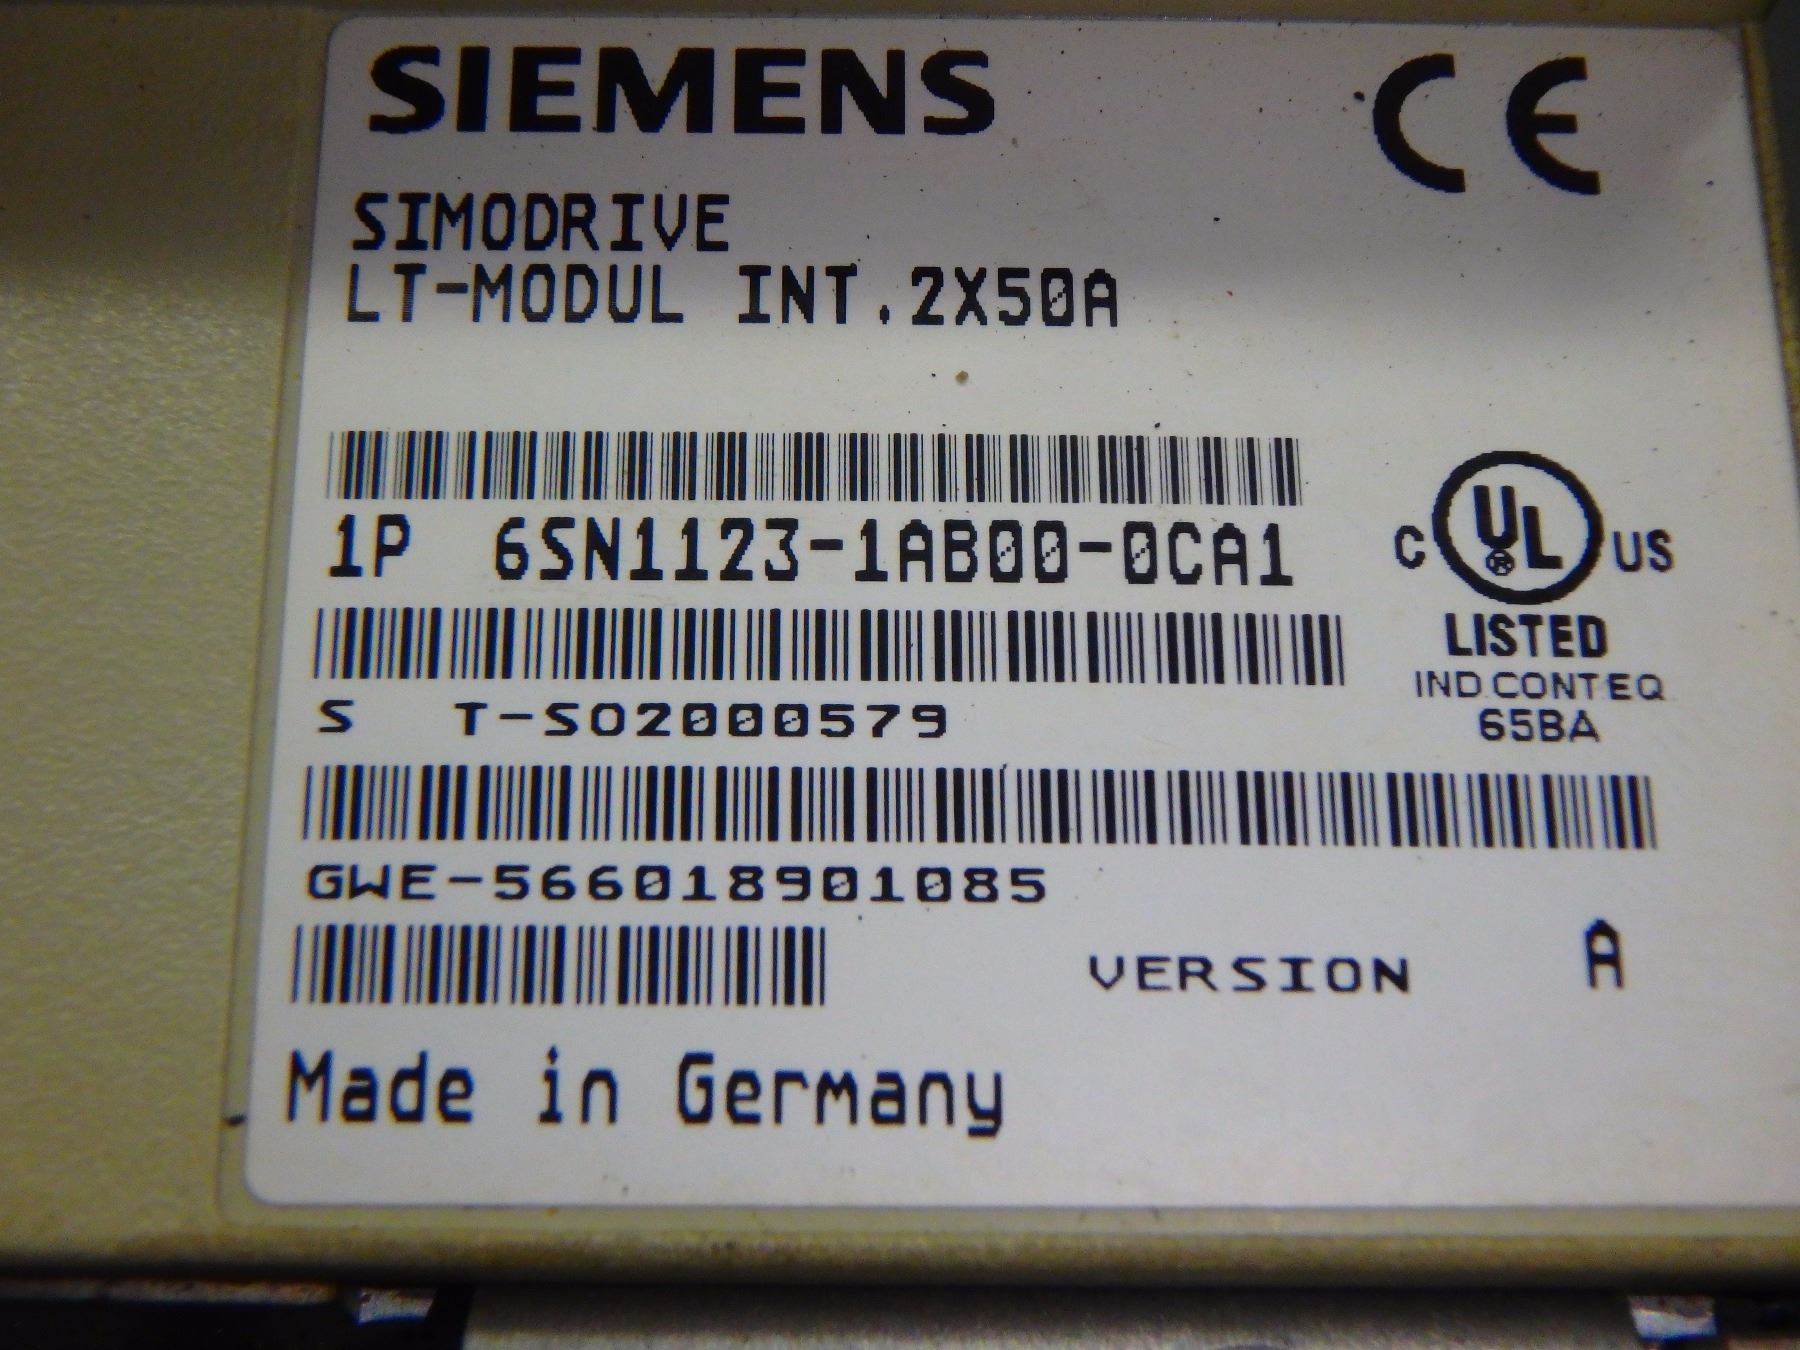 SIEMENS
CE
SIMODRIVE
LT-MODUL INT.2X50A
1P 6SN1123-1AB00-0CA1
C UL® US
LISTED
IND.CONT.EQ
65BA
S T-SO2000579
GWE-566018901085
VERSION A
Made in Germany